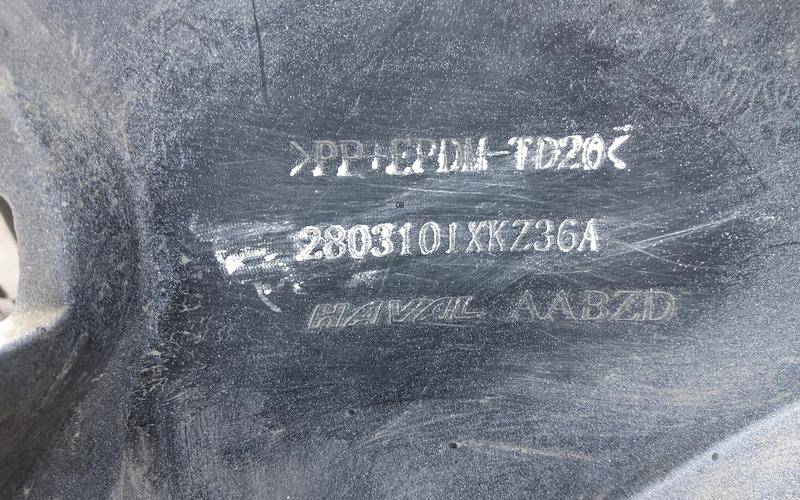 >PP+EPDM-TD20<
2803101XKZ36A
HAVAL AABZD